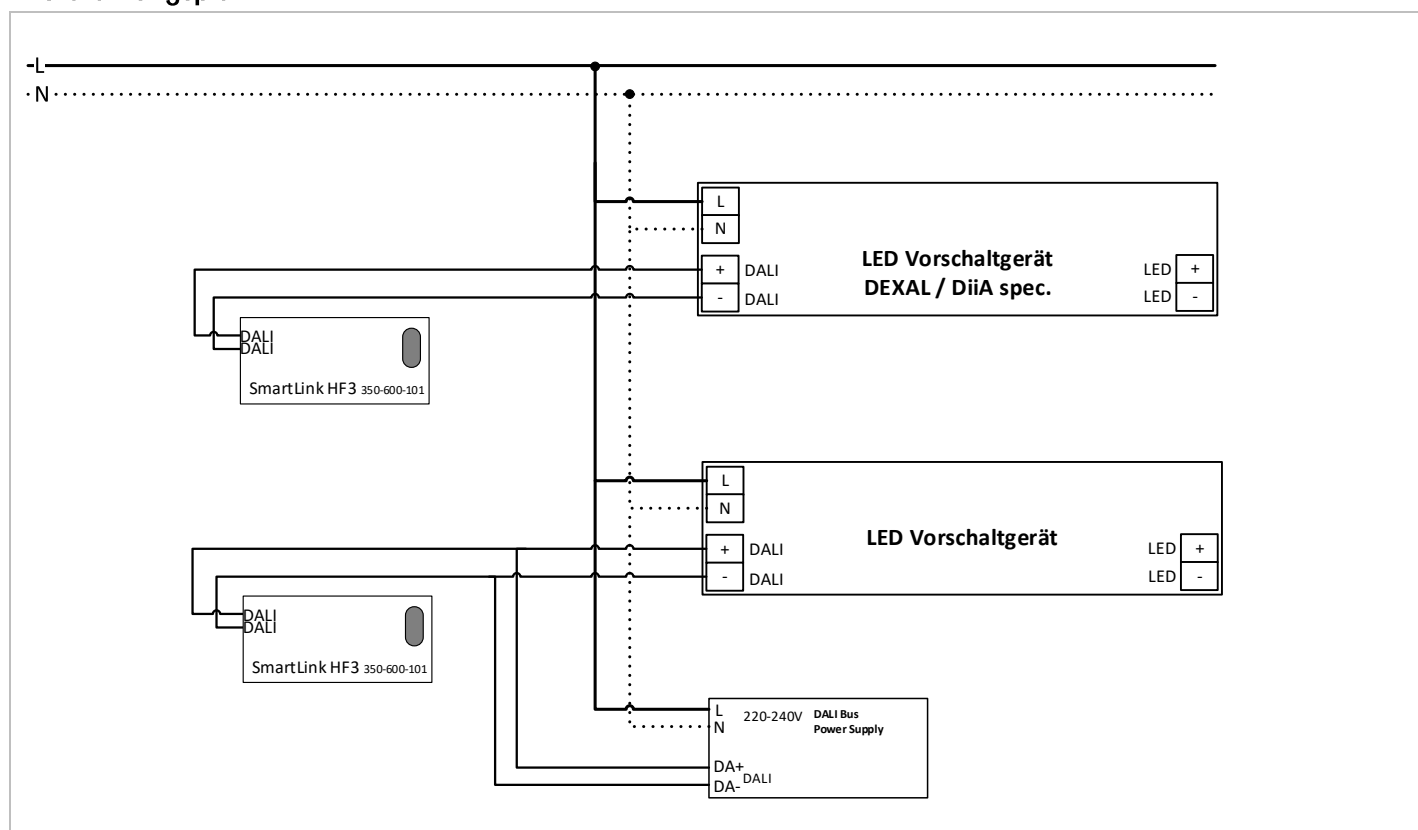 L
N
L
N
LED Vorschaltgerät
DEXAL / DiiA spec.
+ DALI
- DALI
LED +
LED -
DALI
DALI
SmartLink HF3 350-600-101
L
N
LED Vorschaltgerät
+ DALI
- DALI
LED +
LED -
DALI
DALI
SmartLink HF3 350-600-101
L
N
220-240V
DALI Bus
Power Supply
DA+
DA-
DALI